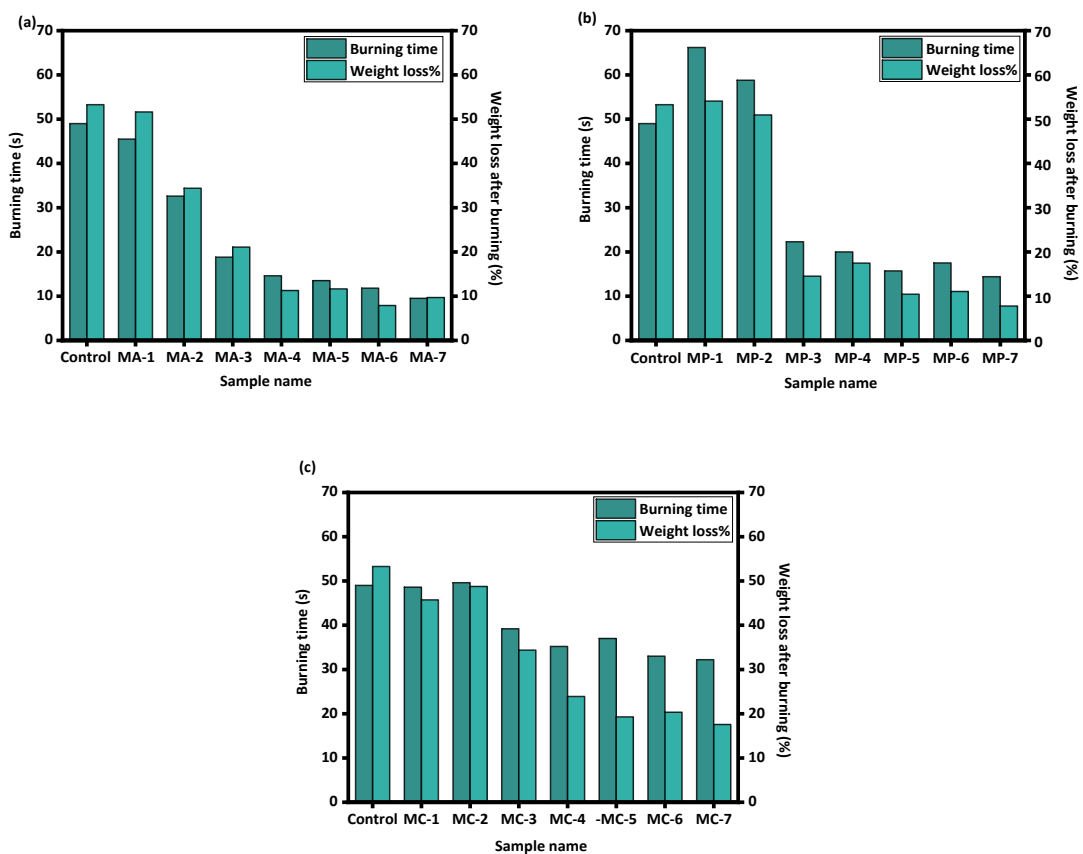 (a)
70
60
50
40
30
20
10
0
Burning time (s)
Burning time
Weight loss%
70
60
50
40
30
20
10
0
Weight loss after burning (%)
Control MA-1 MA-2 MA-3 MA-4 MA-5 MA-6 MA-7
Sample name
(b)
70
60
50
40
30
20
10
0
Burning time (s)
Burning time
Weight loss%
70
60
50
40
30
20
10
0
Weight loss after burning (%)
Control MP-1 MP-2 MP-3 MP-4 MP-5 MP-6 MP-7
Sample name
(c)
70
60
50
40
30
20
10
0
Burning time (s)
Burning time
Weight loss%
70
60
50
40
30
20
10
0
Weight loss after burning (%)
Control MC-1 MC-2 MC-3 MC-4 -MC-5 MC-6 MC-7
Sample name